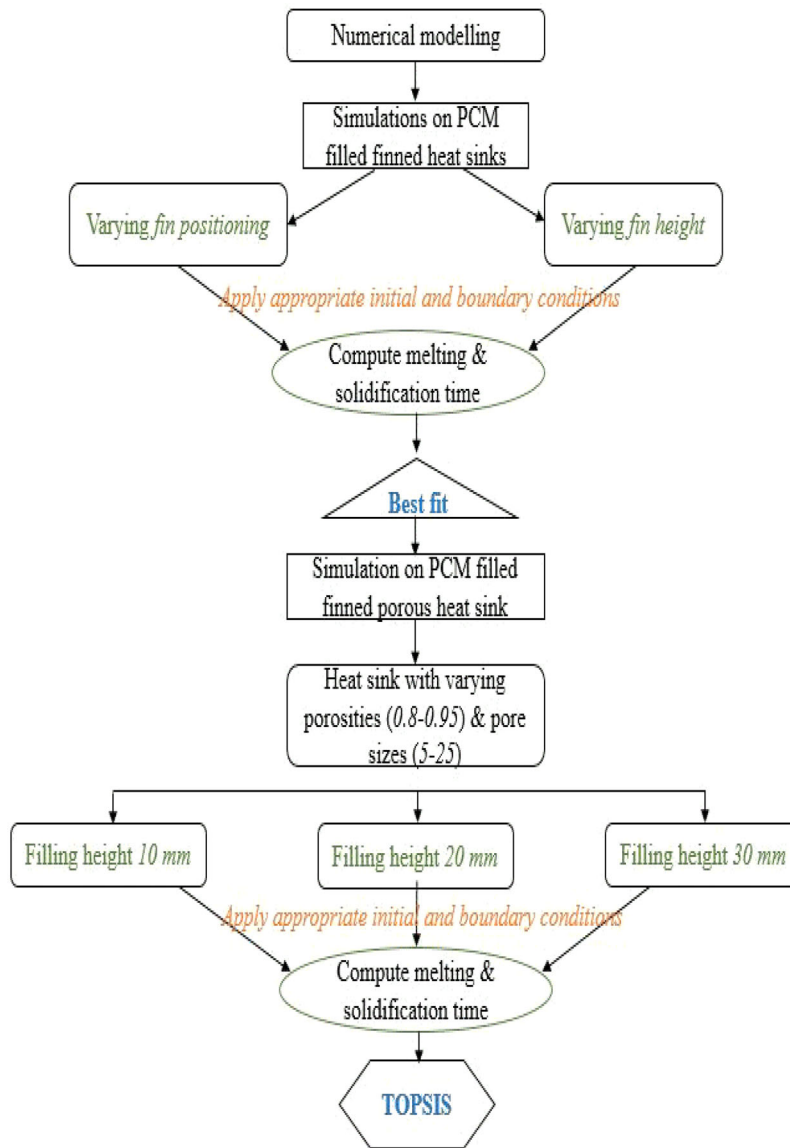 Numerical modelling
Simulations on PCM
filled finned heat sinks
Varying fin positioning
Varying fin height
Apply appropriate initial and boundary conditions
Compute melting &
solidification time
Best fit
Simulation on PCM filled
finned porous heat sink
Heat sink with varying
porosities (0.8-0.95) & pore
sizes (5-25)
Filling height 10 mm
Filling height 20 mm
Filling height 30 mm
Apply appropriate initial and boundary conditions
Compute melting &
solidification time
TOPSIS